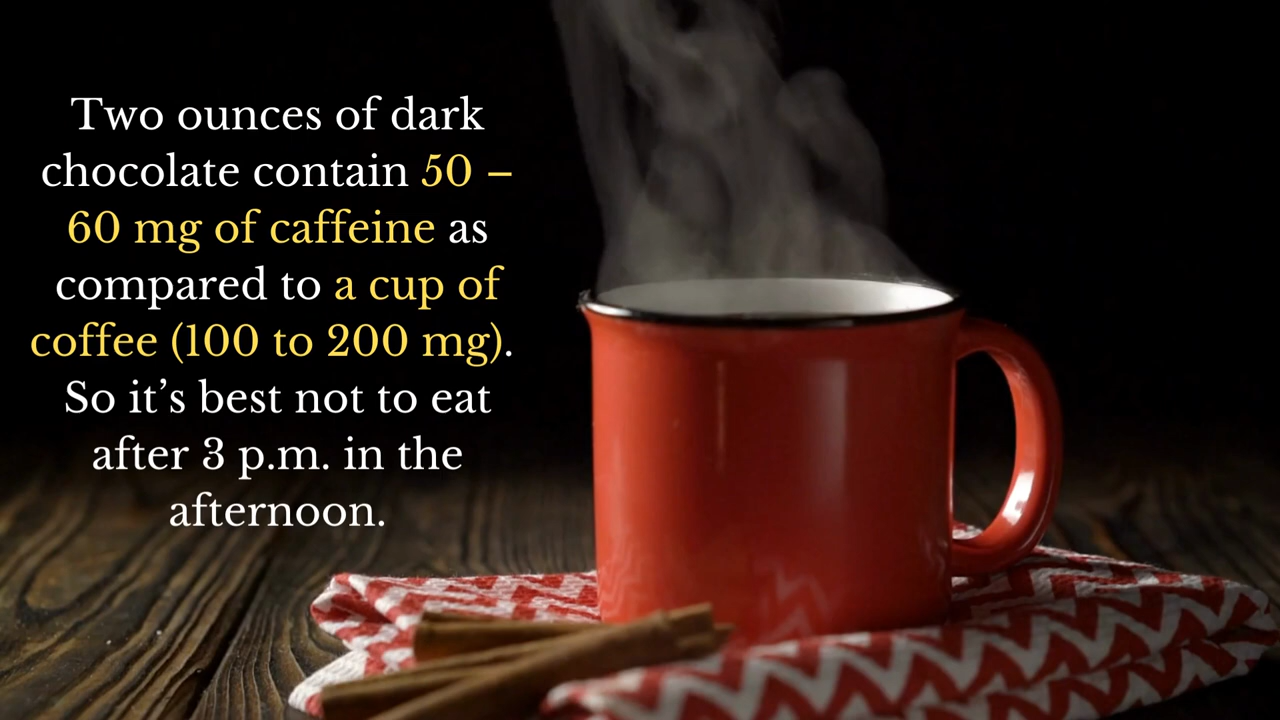 Two ounces of dark
chocolate contain 50 –
60 mg of caffeine as
compared to a cup of
coffee (100 to 200 mg).
So it’s best not to eat
after 3 p.m. in the
afternoon.